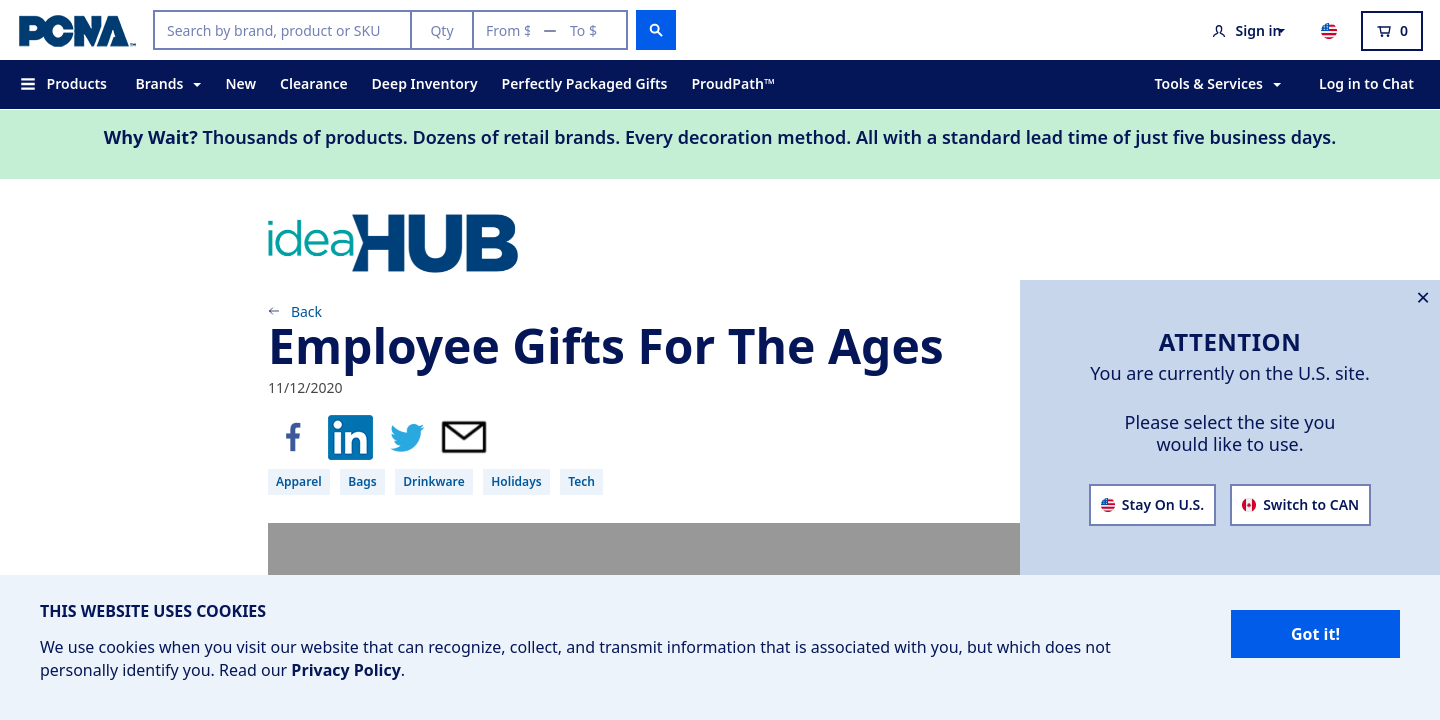 PCNA™
Search by brand, product or SKU
Qty
From $ — To $
Sign in
0
Products
Brands
New
Clearance
Deep Inventory
Perfectly Packaged Gifts
ProudPath™
Tools & Services
Log in to Chat
Why Wait? Thousands of products. Dozens of retail brands. Every decoration method. All with a standard lead time of just five business days.
ideaHUB
Back
Employee Gifts For The Ages
11/12/2020
f
in
Apparel
Bags
Drinkware
Holidays
Tech
ATTENTION
You are currently on the U.S. site.
Please select the site you
would like to use.
Stay On U.S.
Switch to CAN
THIS WEBSITE USES COOKIES
We use cookies when you visit our website that can recognize, collect, and transmit information that is associated with you, but which does not
personally identify you. Read our Privacy Policy.
Got it!